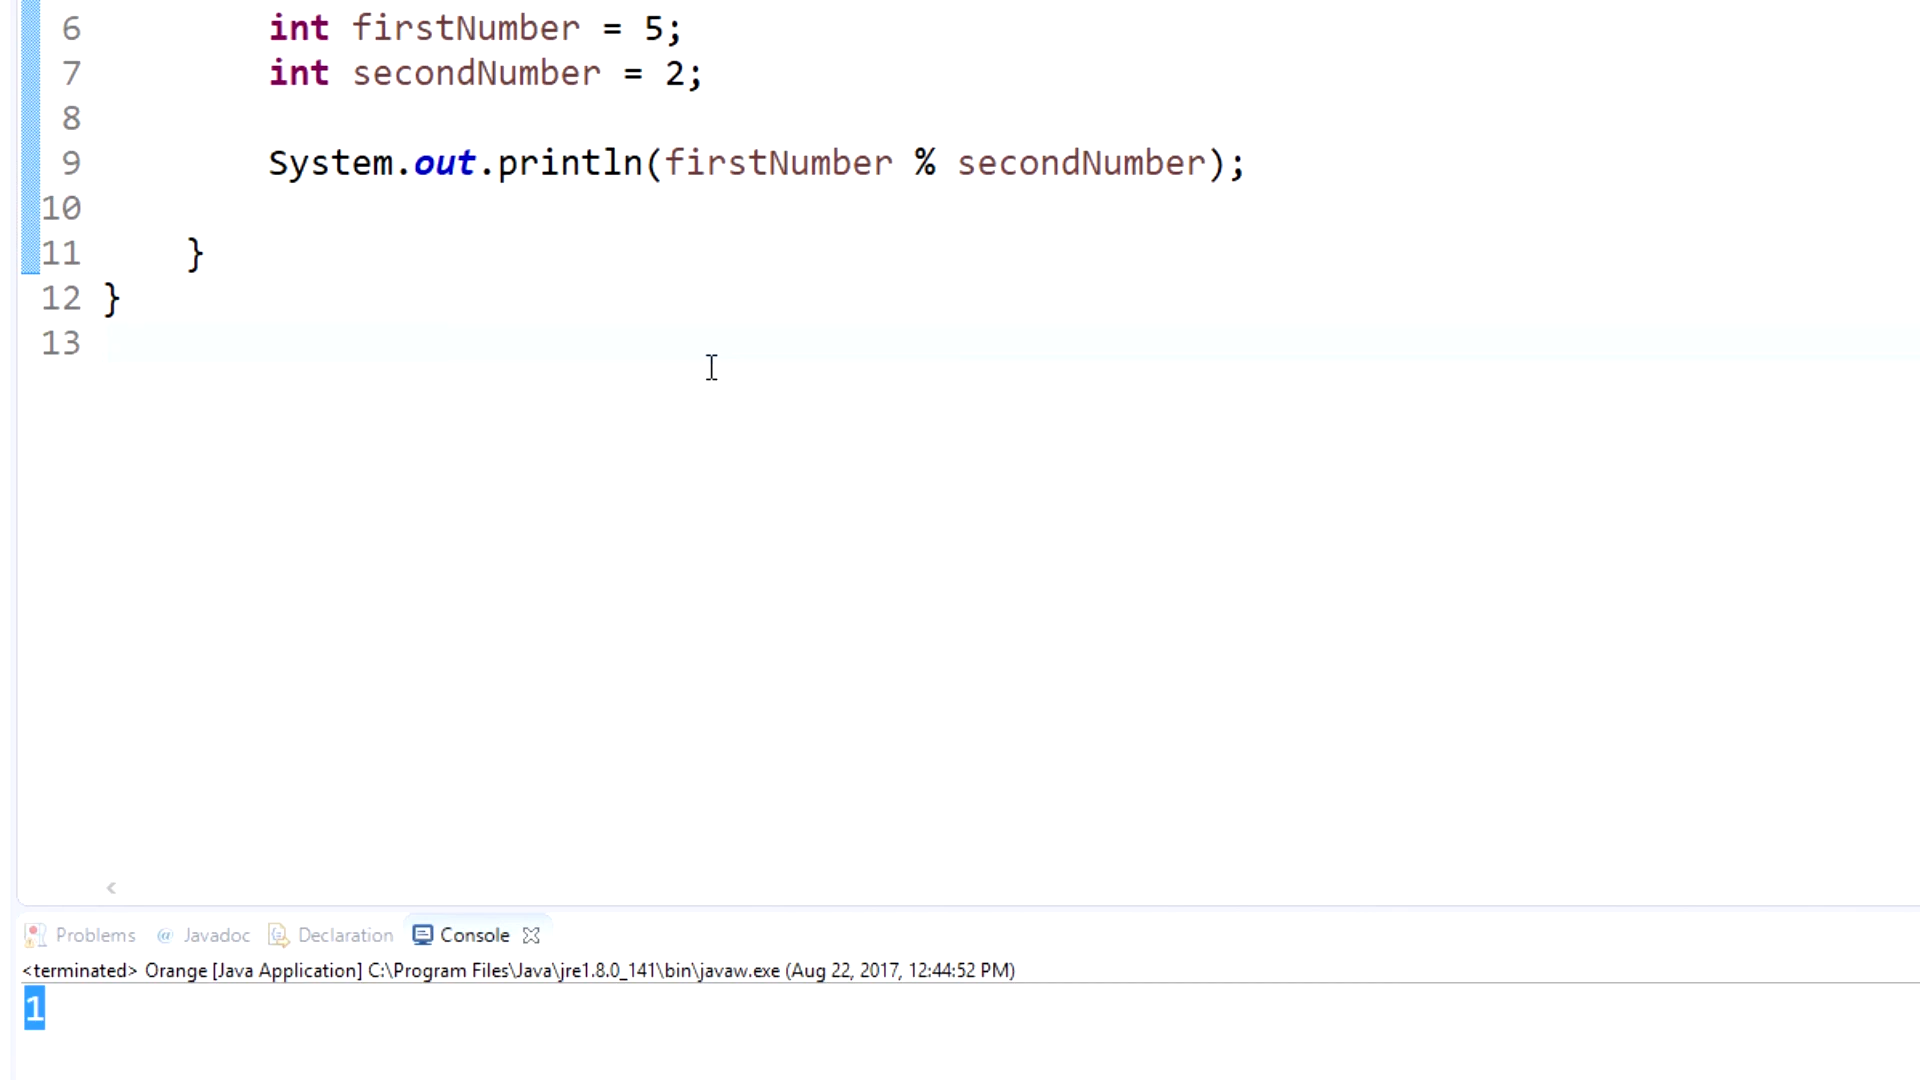 6 int firstNumber = 5;
7 int secondNumber = 2;
8
9 System.out.println(firstNumber % secondNumber);
10
11 }
12 }
13
Problems @ Javadoc Declaration Console
<terminated> Orange [Java Application] C:\Program Files\Java\jre1.8.0_141\bin\javaw.exe (Aug 22, 2017, 12:44:52 PM)
1